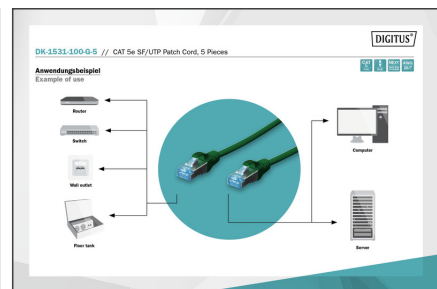 DIGITUS®
DK-1531-100-G-5 // CAT 5e SF/UTP Patch Cord, 5 Pieces
Anwendungsbeispiel
Example of use
Router
Switch
Wall outlet
Floor tank
Computer
Server